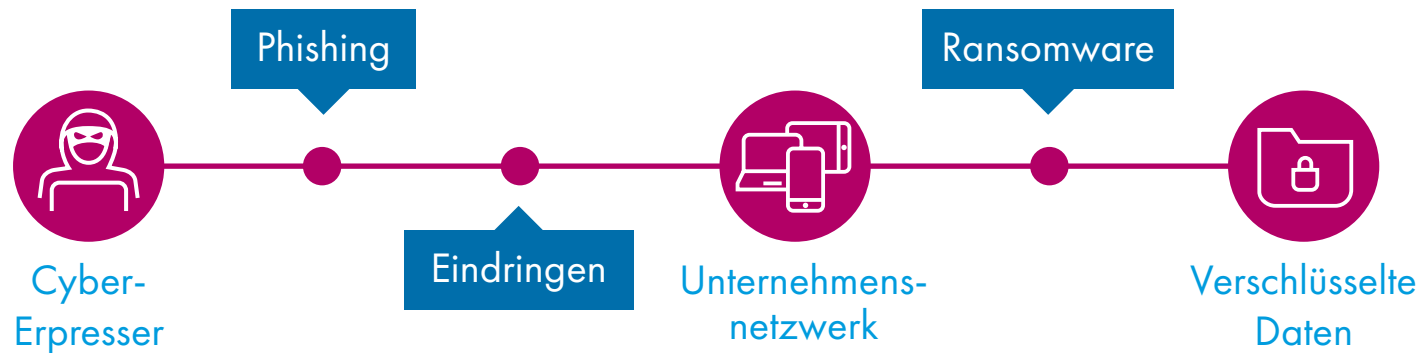 Phishing
Ransomware
Eindringen
Cyber-
Erpresser
Unternehmens-
netzwerk
Verschlüsselte
Daten